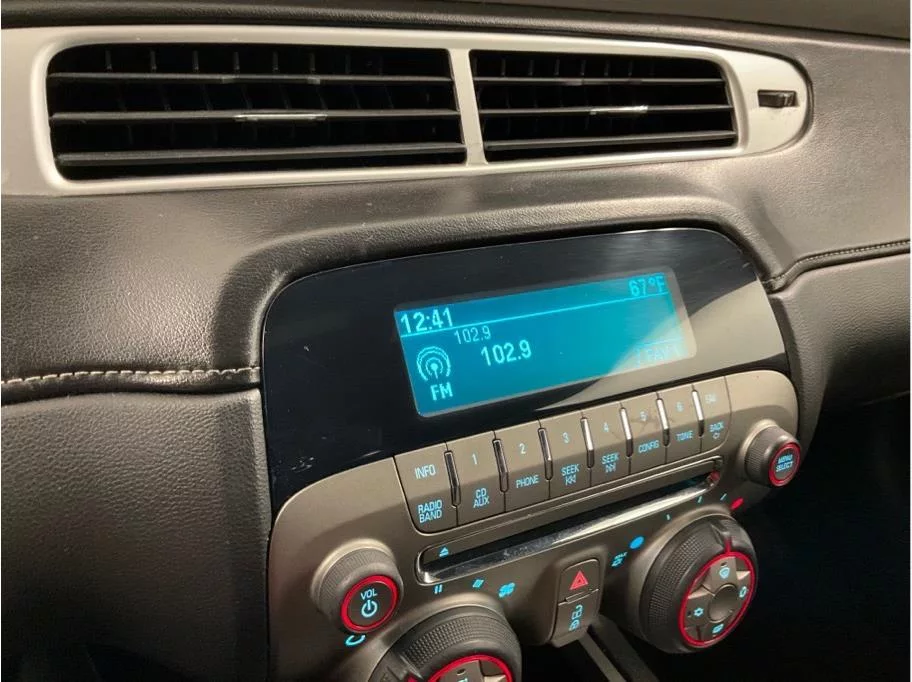 67°F
12:41
102.9
102.9
FM
INFO
1
2
3
4
5
6
FAV
RADIO
BAND
CD
AUX
PHONE
SEEK
SEEK
CONFIG
TONE
BACK
MENU
SELECT
VOL